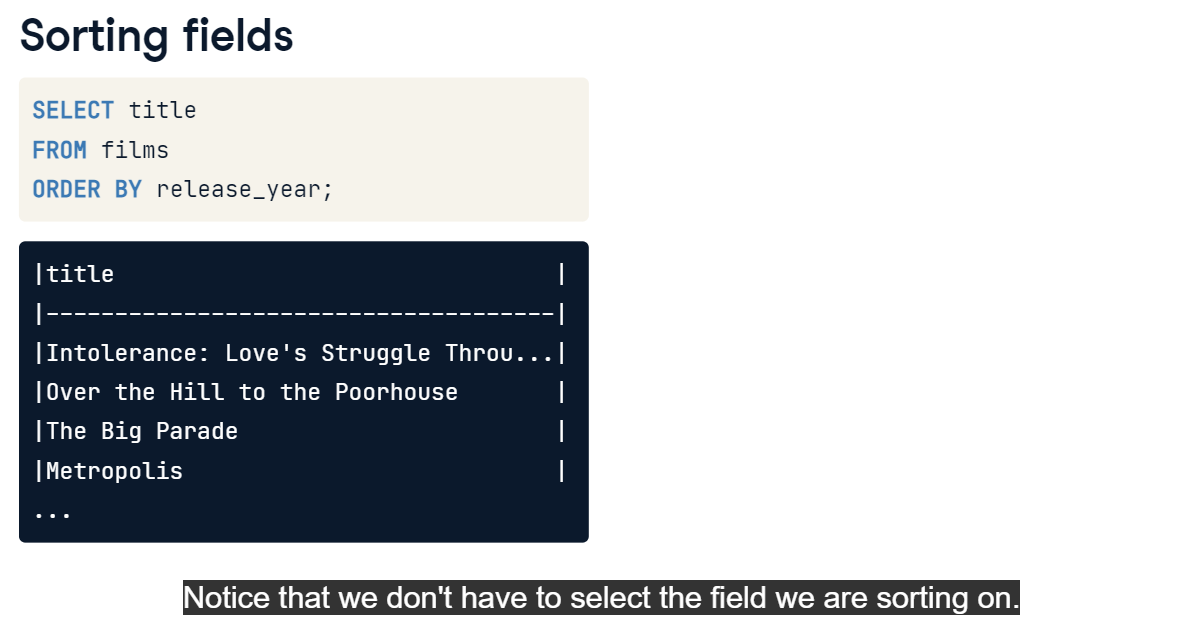 Sorting fields
SELECT title
FROM films
ORDER BY release_year;
|title                                |
|-------------------------------------|
|Intolerance: Love's Struggle Throu...|
|Over the Hill to the Poorhouse       |
|The Big Parade                       |
|Metropolis                           |
...
Notice that we don't have to select the field we are sorting on.